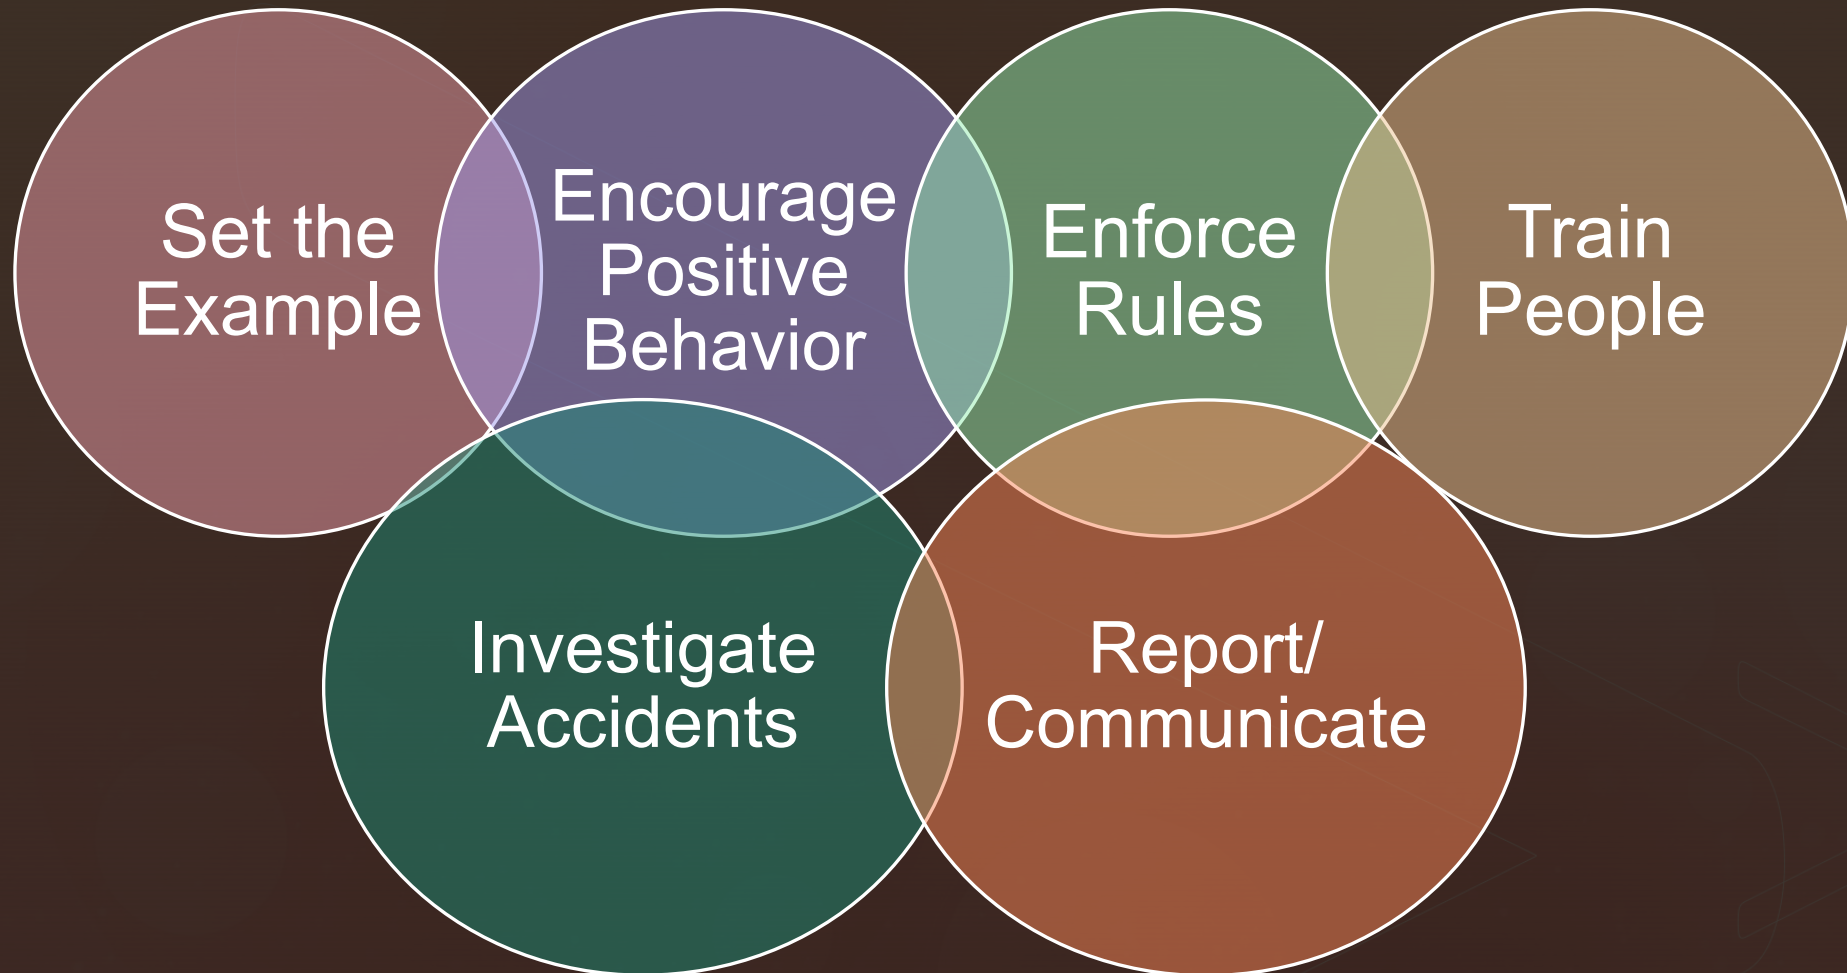 Set the
Example
Encourage
Positive
Behavior
Enforce
Rules
Train
People
Investigate
Accidents
Report/
Communicate